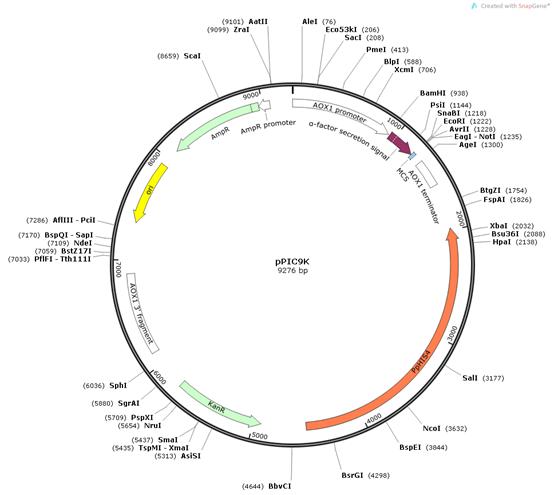 Created with SnapGene®
(9101) AatII
(9099) ZraI
(8659) ScaI
AleI (76)
Eco53kI (206)
SacI (208)
PmeI (413)
BlpI (588)
XcmI (706)
BamHI (938)
PsiI (1144)
SnaBI (1218)
EcoRI (1222)
AvrII (1228)
EagI - NotI (1235)
AgeI (1300)
BtgZI (1754)
FspAI (1826)
XbaI (2032)
Bsu36I (2088)
HpaI (2138)
SalI (3177)
NcoI (3632)
BspEI (3844)
BsrGI (4298)
(4644) BbvCI
(5313) AsiSI
(5435) TspMI - XmaI
(5437) SmaI
(5654) NruI
(5709) PspXI
(5880) SgrAI
(6036) SphI
(7033) PflFI - Tth111I
(7059) BstZ17I
(7109) NdeI
(7170) BspQI - SapI
(7286) AflIII - PciI
9000
1000
2000
3000
4000
5000
6000
7000
8000
AOX1 promoter
α-factor secretion signal
MCS
AOX1 terminator
PpHIS4
KanR
AOX1 3' fragment
ori
AmpR
AmpR promoter
pPIC9K
9276 bp